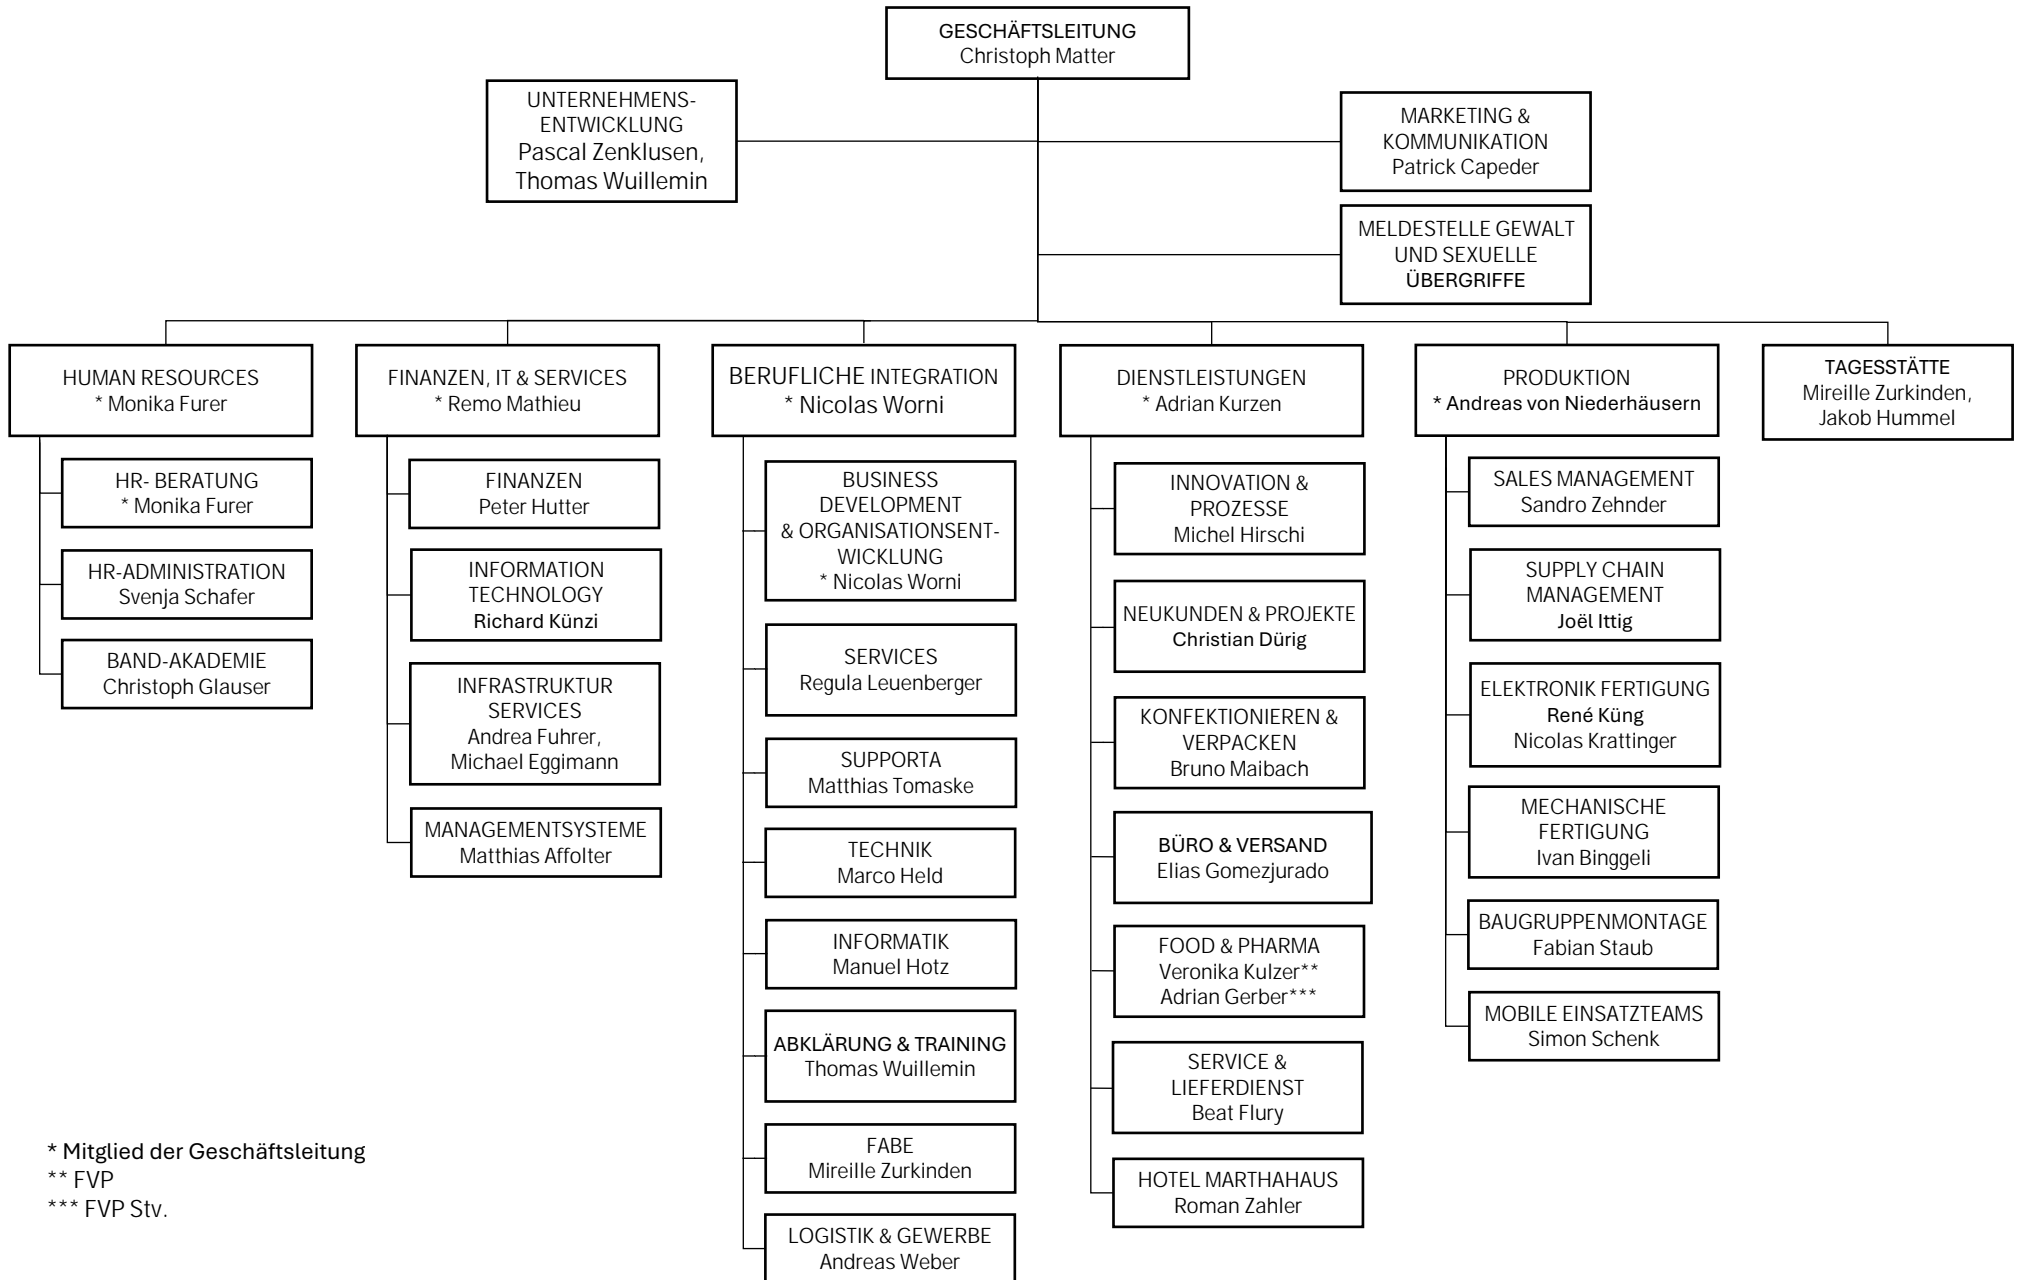 GESCHÄFTSLEITUNG
Christoph Matter
UNTERNEHMENS-
ENTWICKLUNG
Pascal Zenklusen,
Thomas Wuillemin
MARKETING &
KOMMUNIKATION
Patrick Capeder
MELDESTELLE GEWALT
UND SEXUELLE
ÜBERGRIFFE
HUMAN RESOURCES
* Monika Furer
HR- BERATUNG
* Monika Furer
HR-ADMINISTRATION
Svenja Schafer
BAND-AKADEMIE
Christoph Glauser
FINANZEN, IT & SERVICES
* Remo Mathieu
FINANZEN
Peter Hutter
INFORMATION
TECHNOLOGY
Richard Künzi
INFRASTRUKTUR
SERVICES
Andrea Fuhrer,
Michael Eggimann
MANAGEMENTSYSTEME
Matthias Affolter
BERUFLICHE INTEGRATION
* Nicolas Worni
BUSINESS
DEVELOPMENT
& ORGANISATIONSENT-
WICKLUNG
* Nicolas Worni
SERVICES
Regula Leuenberger
SUPPORTA
Matthias Tomaske
TECHNIK
Marco Held
INFORMATIK
Manuel Hotz
ABKLÄRUNG & TRAINING
Thomas Wuillemin
FABE
Mireille Zurkinden
LOGISTIK & GEWERBE
Andreas Weber
DIENSTLEISTUNGEN
* Adrian Kurzen
INNOVATION &
PROZESSE
Michel Hirschi
NEUKUNDEN & PROJEKTE
Christian Dürig
KONFEKTIONIEREN &
VERPACKEN
Bruno Maibach
BÜRO & VERSAND
Elias Gomezjurado
FOOD & PHARMA
Veronika Kulzer**
Adrian Gerber***
SERVICE &
LIEFERDIENST
Beat Flury
HOTEL MARTHAHAUS
Roman Zahler
PRODUKTION
* Andreas von Niederhäusern
SALES MANAGEMENT
Sandro Zehnder
SUPPLY CHAIN
MANAGEMENT
Joël Ittig
ELEKTRONIK FERTIGUNG
René Küng
Nicolas Krattinger
MECHANISCHE
FERTIGUNG
Ivan Binggeli
BAUGRUPPENMONTAGE
Fabian Staub
MOBILE EINSATZTEAMS
Simon Schenk
TAGESSTÄTTE
Mireille Zurkinden,
Jakob Hummel
* Mitglied der Geschäftsleitung
** FVP
*** FVP Stv.